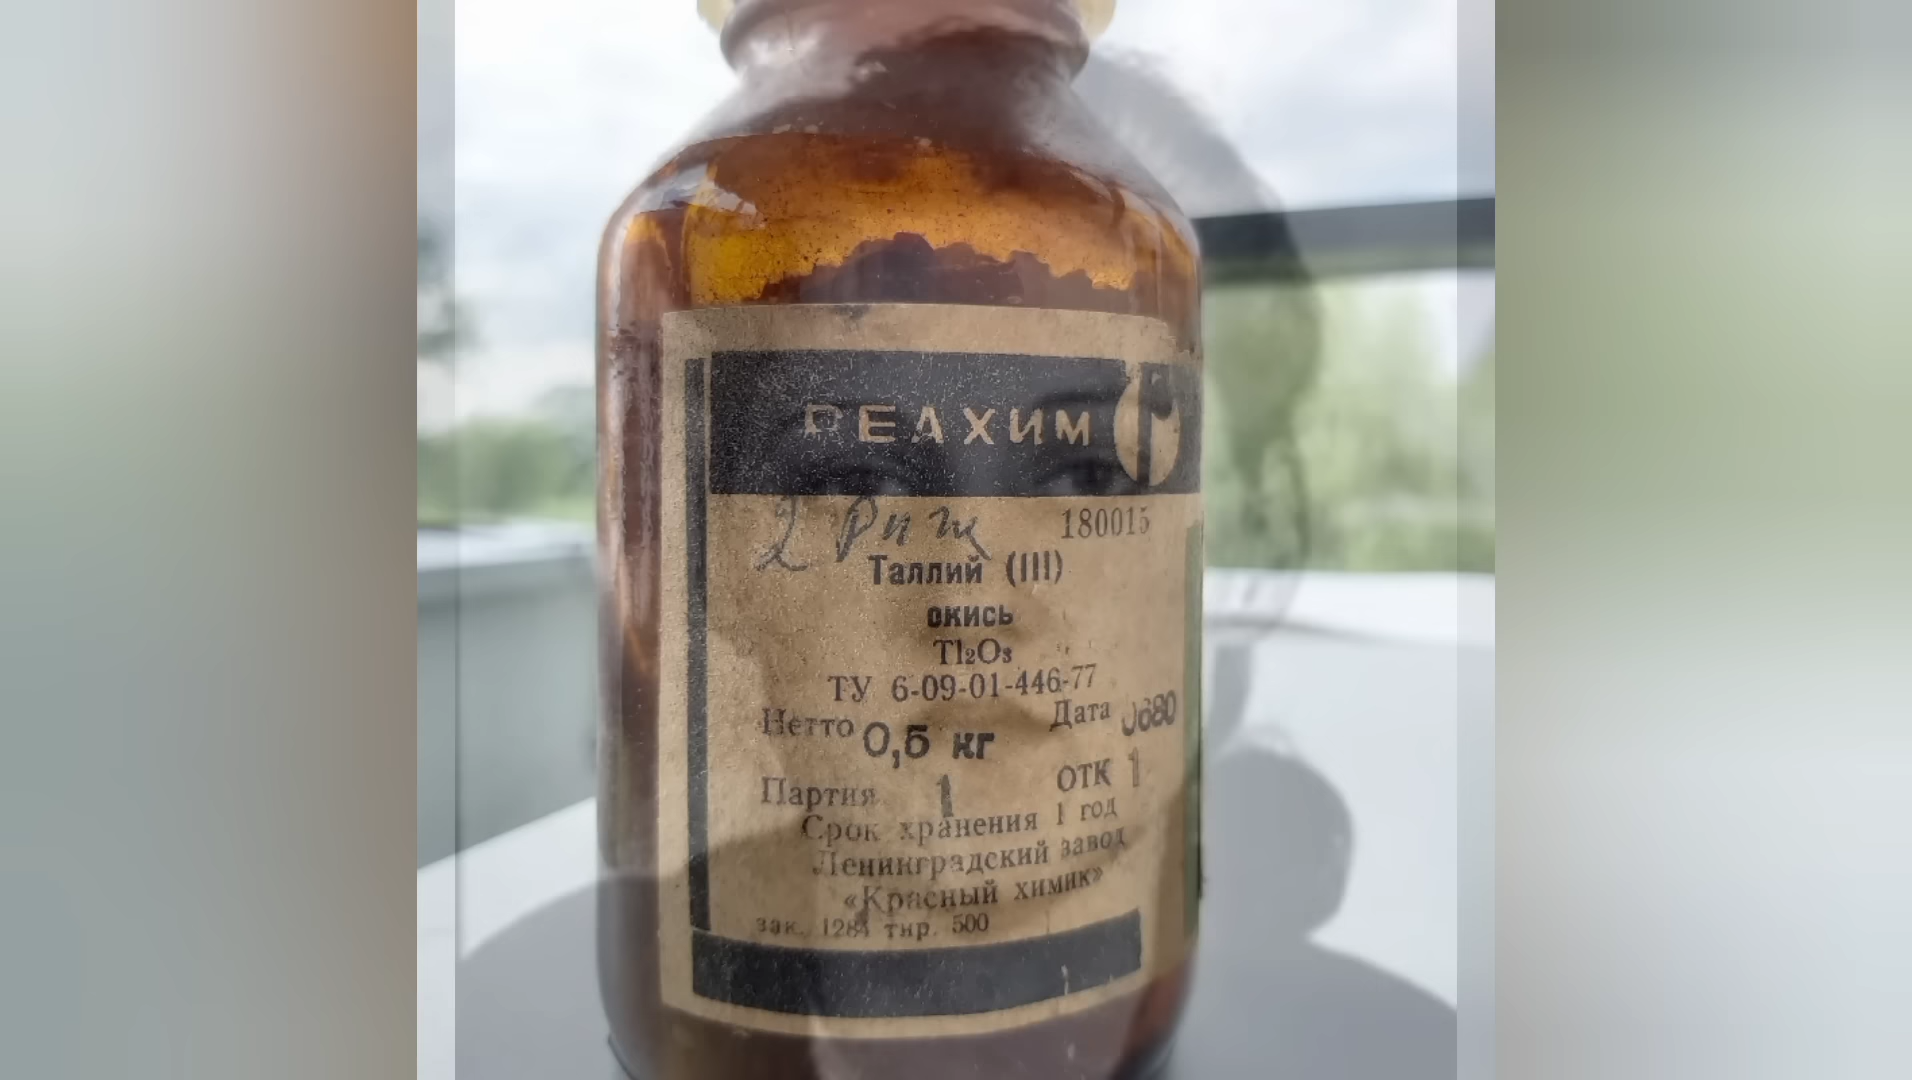 РЕАХИМ
180015
Таллий (III)
окись
Tl₂O₃
ТУ 6-09-01-446-77
Нетто 0,5 кг Дата 0680
Партия 1 ОТК 1
Срок хранения 1 год
Ленинградский завод
«Красный химик»
зак. 1284 тир. 500